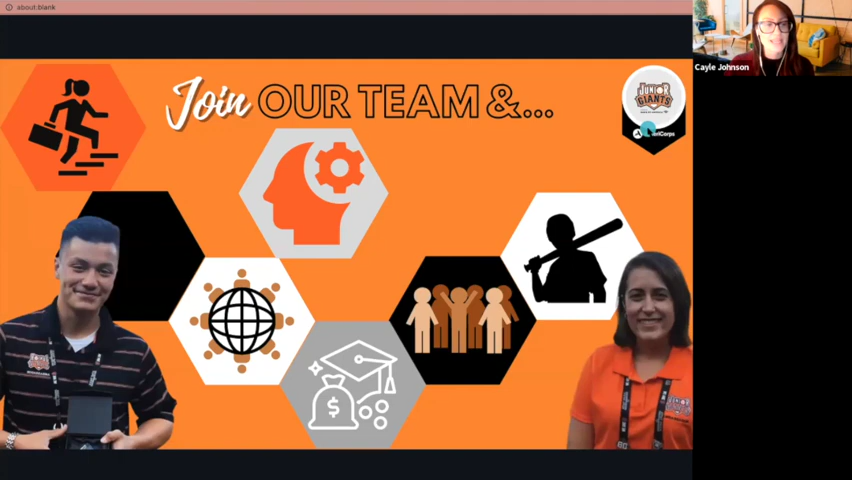 about:blank
Cayle Johnson
Join OUR TEAM &...
JUNIOR
GIANTS
$